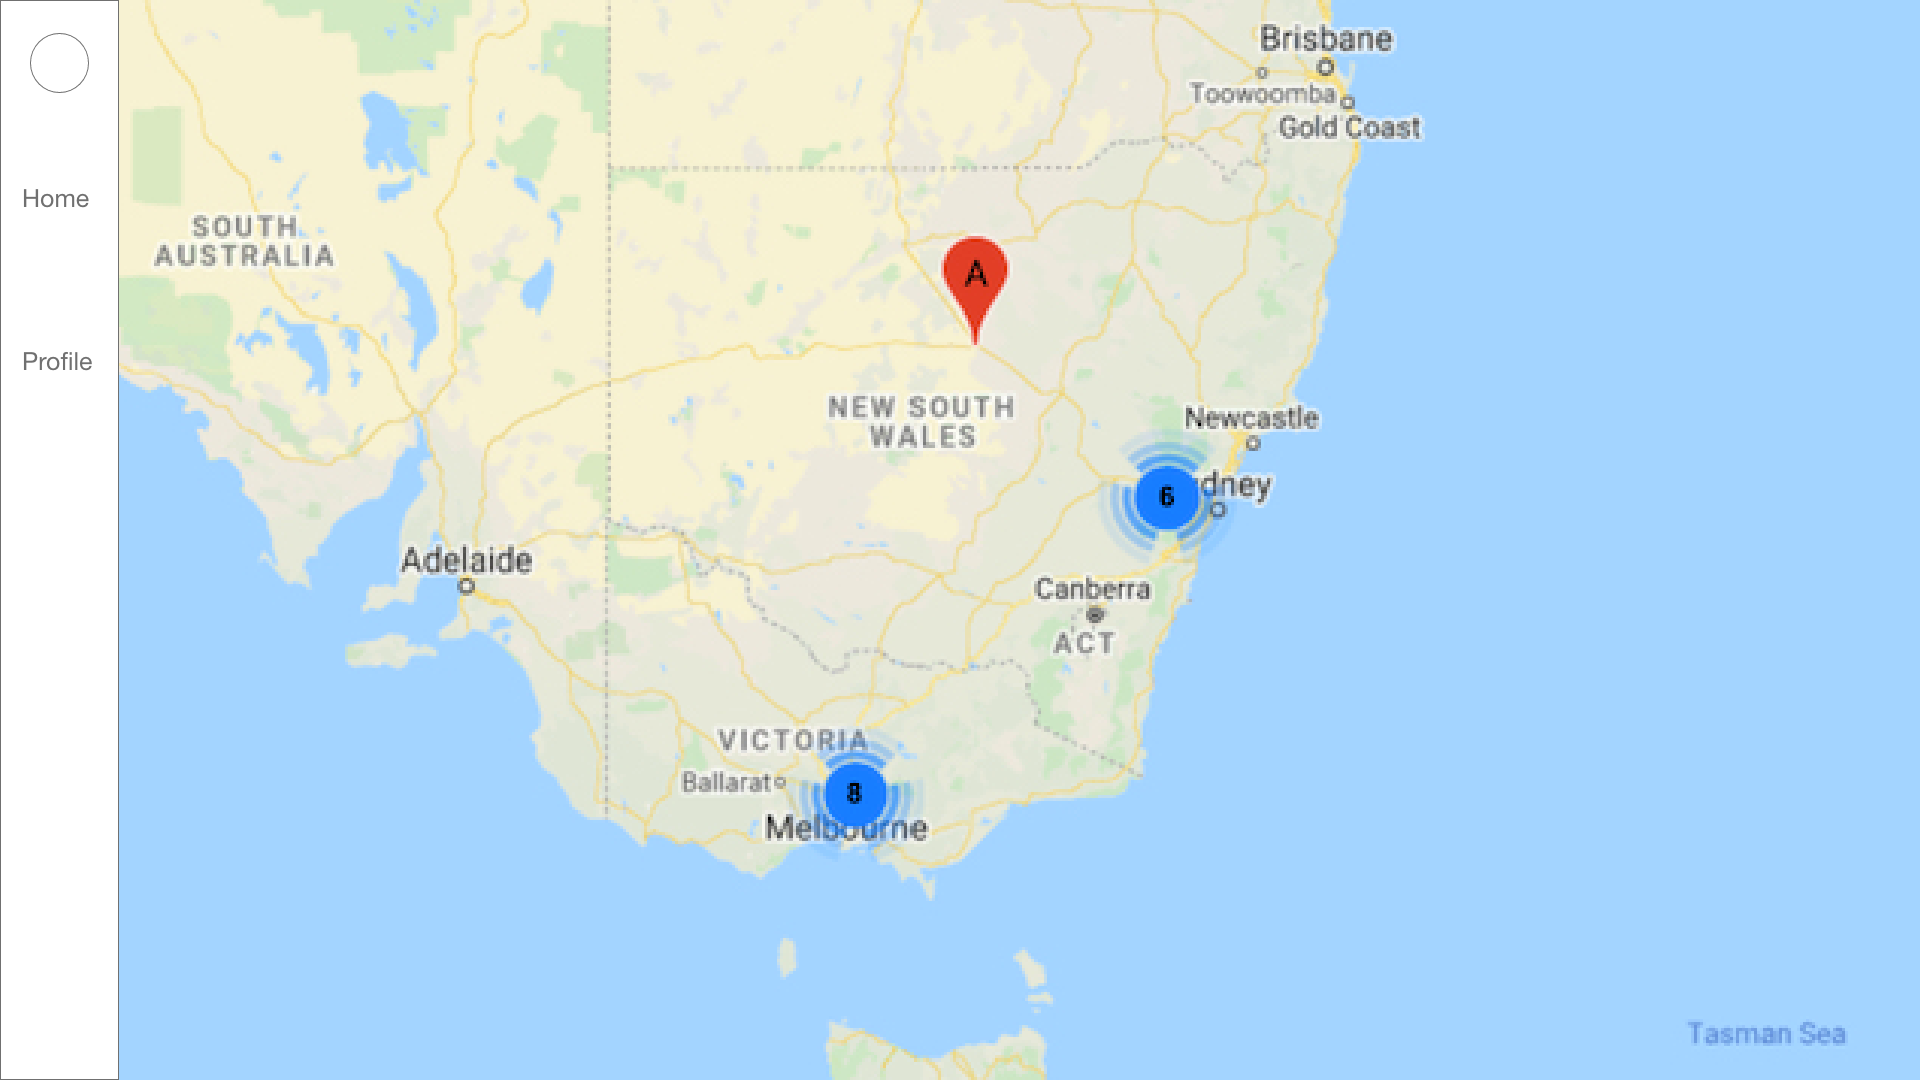 Home
Profile
Brisbane
Toowoomba
Gold Coast
SOUTH
AUSTRALIA
A
NEW SOUTH
WALES
Newcastle
6
dney
Adelaide
Canberra
ACT
VICTORIA
Ballarat
8
Melbourne
Tasman Sea